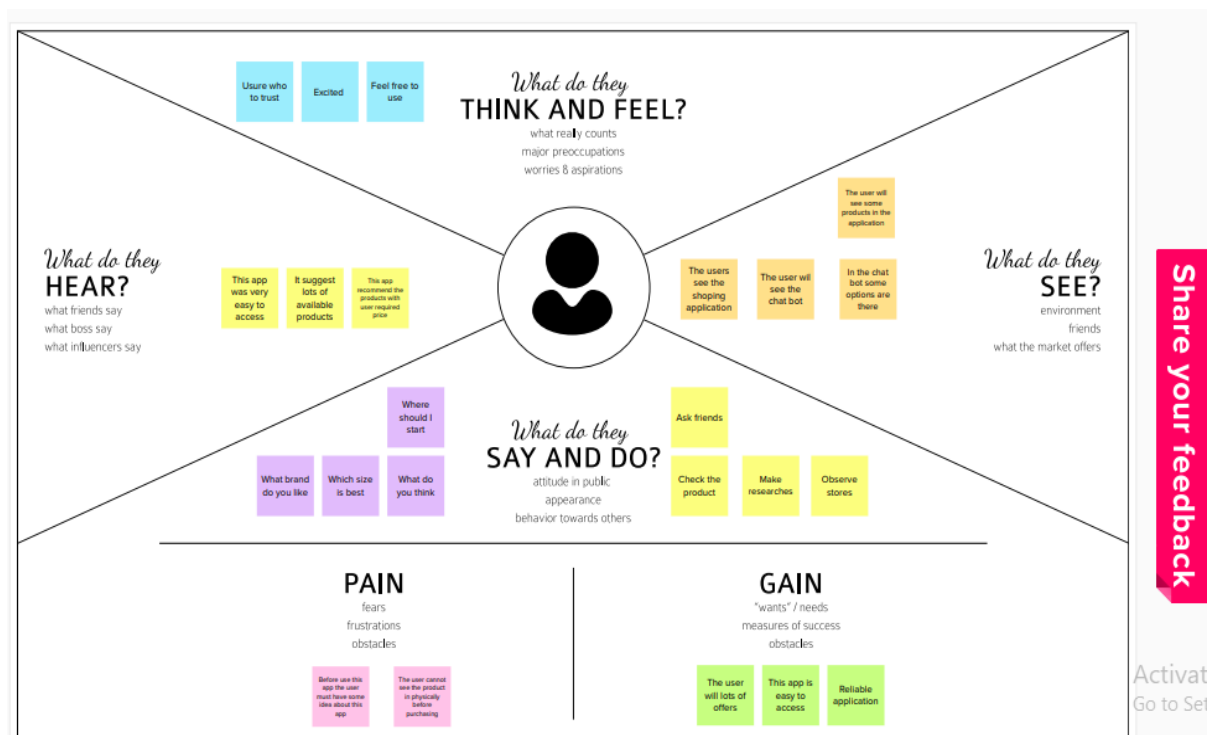 What do they
THINK AND FEEL?
what really counts
major preoccupations
worries & aspirations
Usure who
to trust
Excited
Feel free to
use
What do they
HEAR?
what friends say
what boss say
what influencers say
This app
was very
easy to
access
It suggest
lots of
available
products
This app
recommend the
products with
user required
price
The user will
see some
products in the
application
The users
see the
shoping
application
The user wil
see the
chat bot
In the chat
bot some
options are
there
What do they
SEE?
environment
friends
what the market offers
What do they
SAY AND DO?
attitude in public
appearance
behavior towards others
Where
should I
start
What brand
do you like
Which size
is best
What do
you think
Ask friends
Check the
product
Make
researches
Observe
stores
PAIN
fears
frustrations
obstacles
Before use this
app the user
must have some
idea about this
app
The user cannot
see the product
in physically
before
purchasing
GAIN
"wants" / needs
measures of success
obstacles
The user
will lots of
offers
This app is
easy to
access
Reliable
application
Share your feedback
Activat
Go to Set